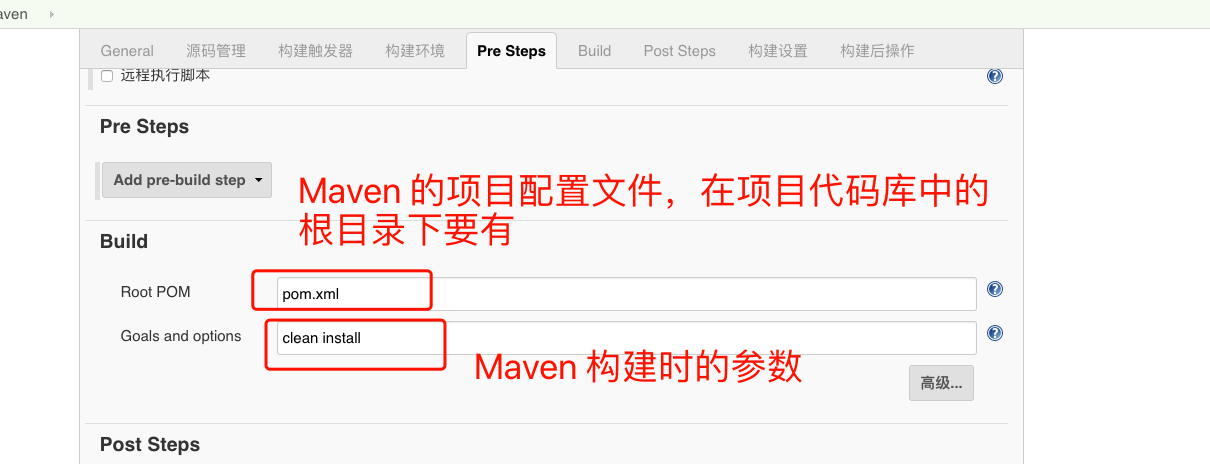 aven
General 源码管理 构建触发器 构建环境 Pre Steps Build Post Steps 构建设置 构建后操作
远程执行脚本
Pre Steps
Add pre-build step
Maven 的项目配置文件，在项目代码库中的
根目录下要有
Build
Root POM pom.xml
Goals and options clean install
Maven 构建时的参数
高级...
Post Steps